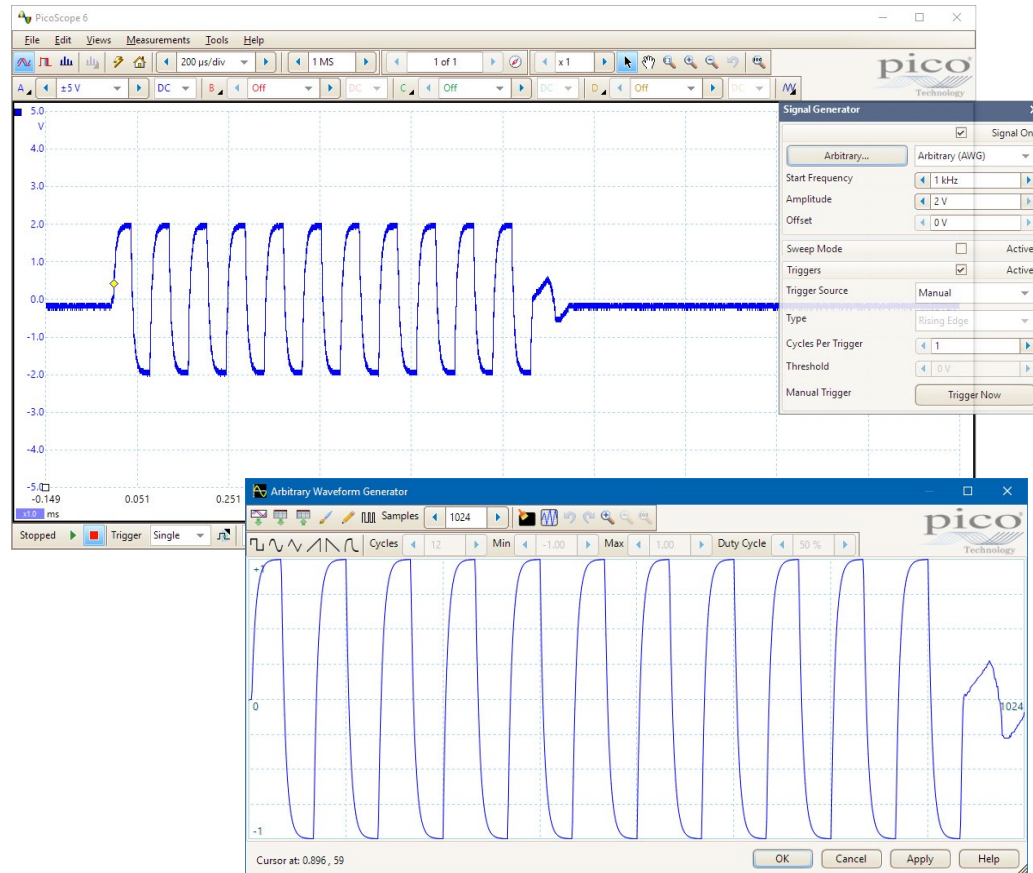 PicoScope 6
File Edit Views Measurements Tools Help
200 µs/div 1 MS 1 of 1 x 1
pico
Technology
A ±5 V DC B Off DC C Off DC D Off DC
5.0
V
4.0
3.0
2.0
1.0
0.0
-1.0
-2.0
-3.0
-4.0
-5.0
-0.149 0.051 0.251
x1.0 ms
Stopped Trigger Single
Signal Generator
Signal On
Arbitrary... Arbitrary (AWG)
Start Frequency 1 kHz
Amplitude 2 V
Offset 0 V
Sweep Mode Active
Triggers Active
Trigger Source Manual
Type Rising Edge
Cycles Per Trigger 1
Threshold 0 V
Manual Trigger Trigger Now
Arbitrary Waveform Generator
Samples 1024
pico
Technology
Cycles 12 Min -1.00 Max 1.00 Duty Cycle 50 %
+1
0 1024
-1
Cursor at: 0.896 , 59
OK Cancel Apply Help